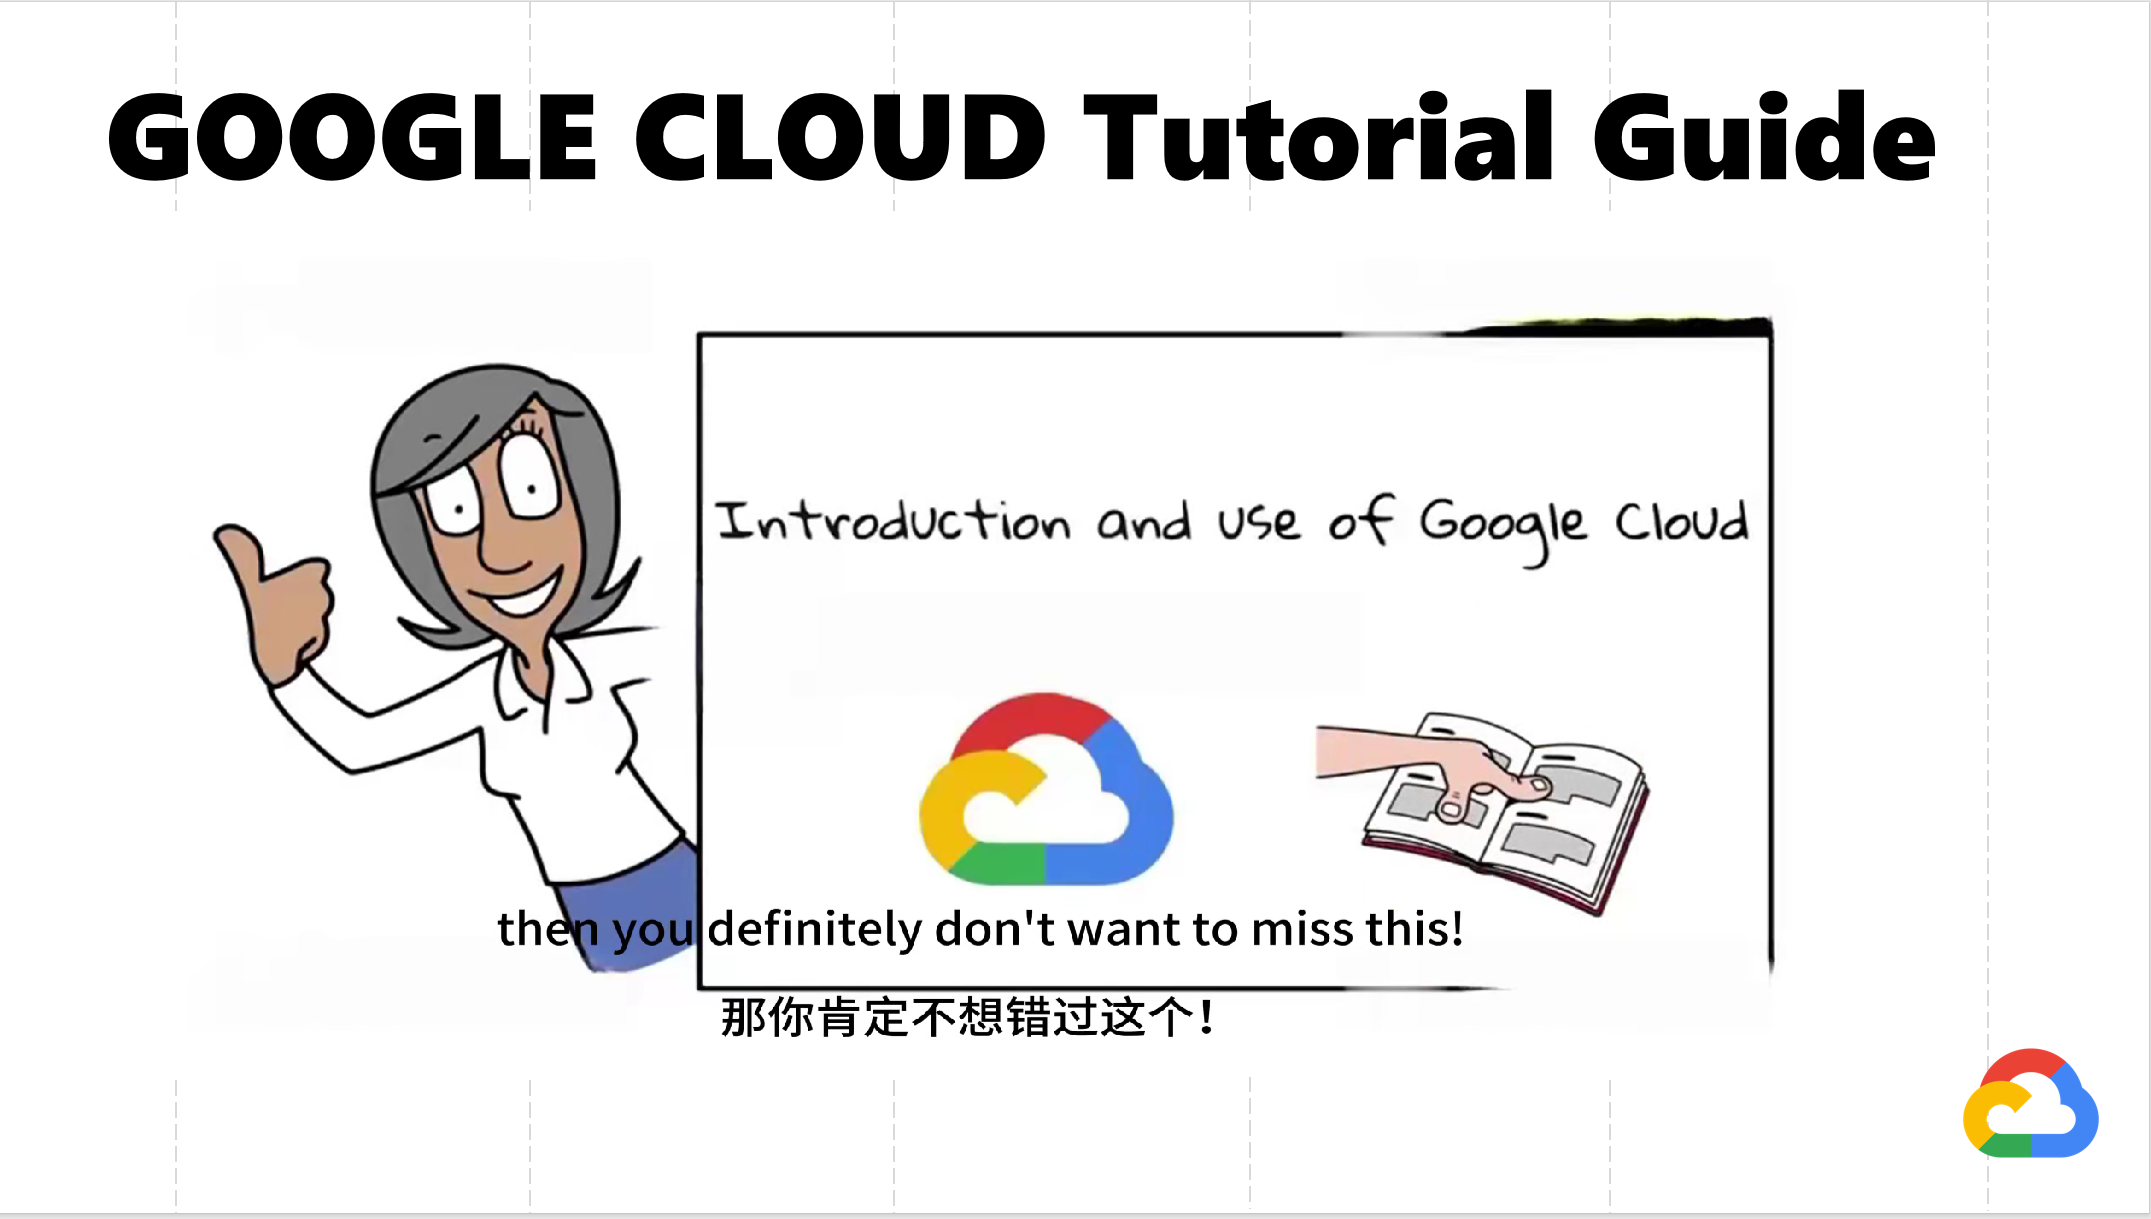 GOOGLE CLOUD Tutorial Guide
Introduction and use of Google Cloud
then you definitely don't want to miss this!
那你肯定不想错过这个！